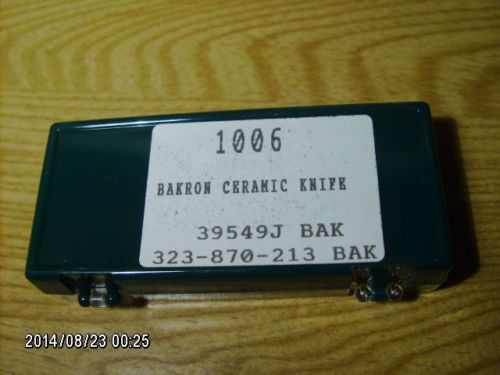 1006
BAKRON CERAMIC KNIFE
39549J BAK
323-870-213 BAK
2014/08/23 00:25